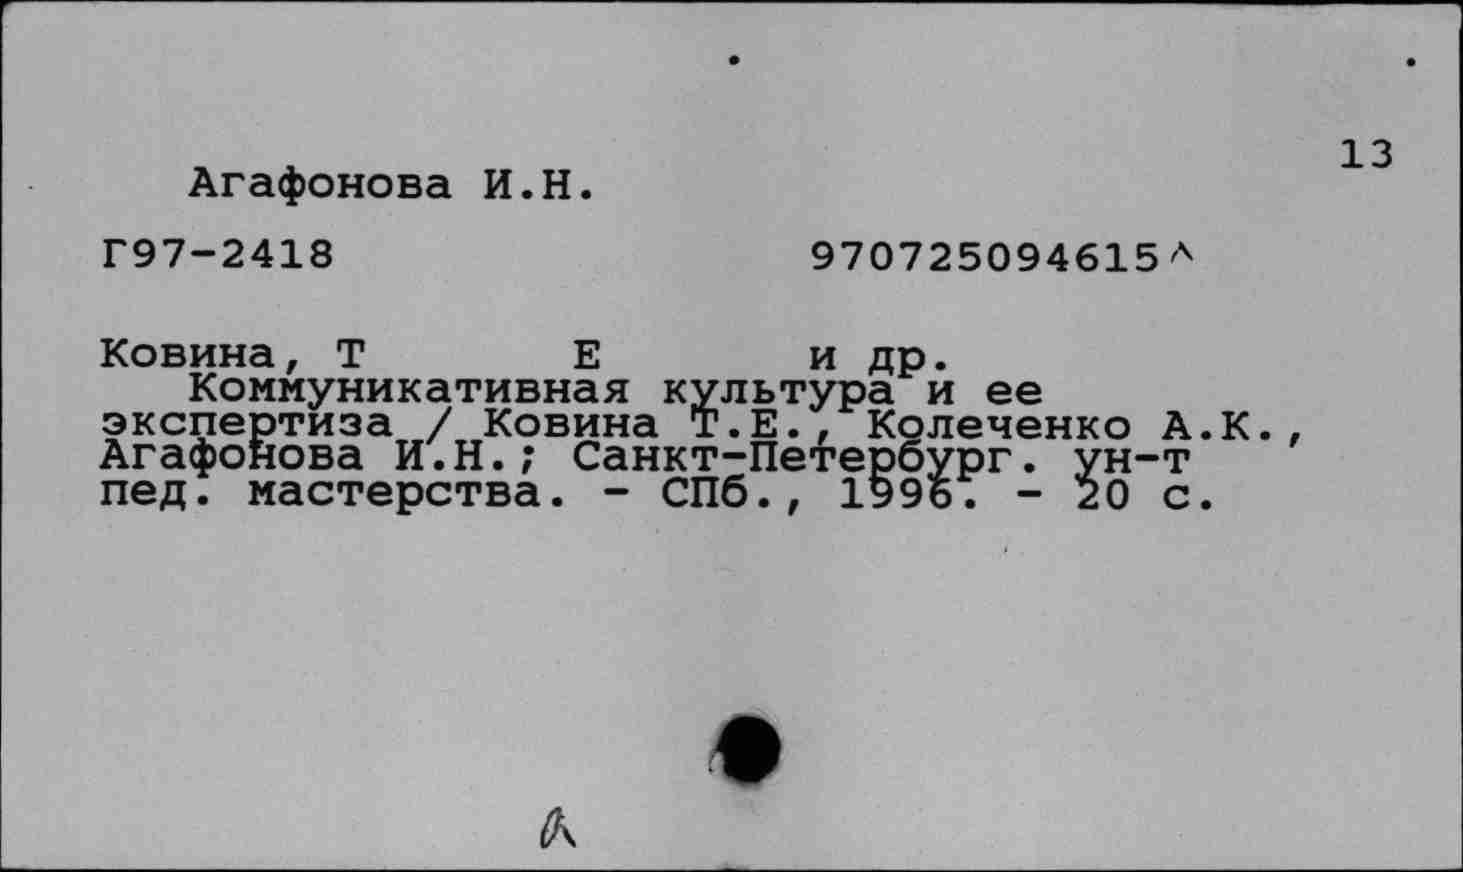 13
Агафонова И.Н.
Г97-2418 970725094615^
Ковина, Т Е и др.
Коммуникативная культура и ее
экспертиза / Ковина Т.Е., Колеченко А.К.,
Агафонова И.Н.; Санкт-Петербург. ун-т
пед. мастерства. - СПб., 1996. - 20 с.